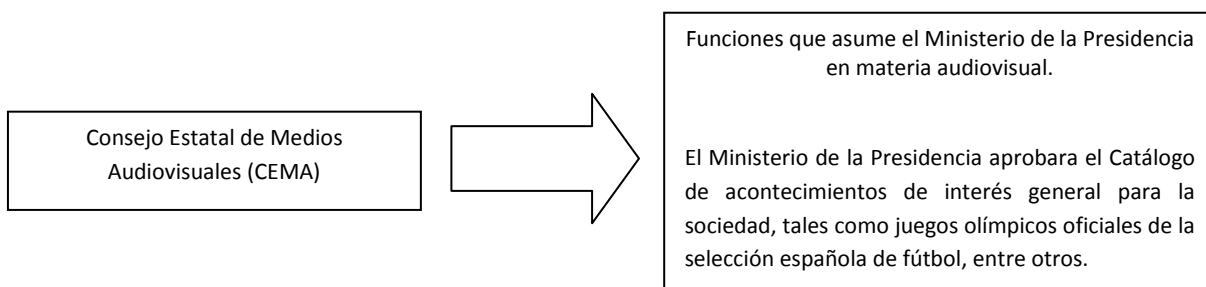 Consejo Estatal de Medios
Audiovisuales (CEMA)
Funciones que asume el Ministerio de la Presidencia
en materia audiovisual.
El Ministerio de la Presidencia aprobara el Catálogo
de acontecimientos de interés general para la
sociedad, tales como juegos olímpicos oficiales de la
selección española de fútbol, entre otros.